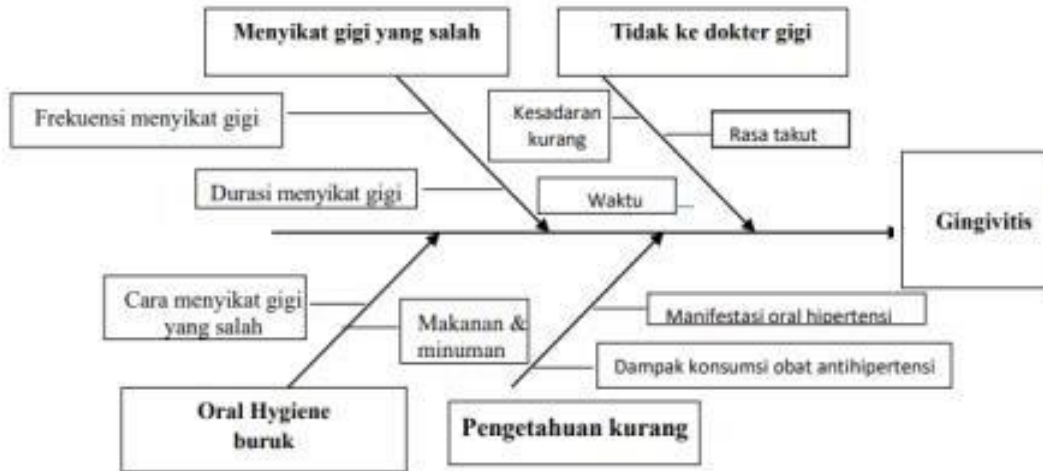 Menyikat gigi yang salah
Tidak ke dokter gigi
Frekuensi menyikat gigi
Kesadaran
kurang
Rasa takut
Durasi menyikat gigi
Waktu
Gingivitis
Cara menyikat gigi
yang salah
Makanan &
minuman
Manifestasi oral hipertensi
Dampak konsumsi obat antihipertensi
Oral Hygiene
buruk
Pengetahuan kurang